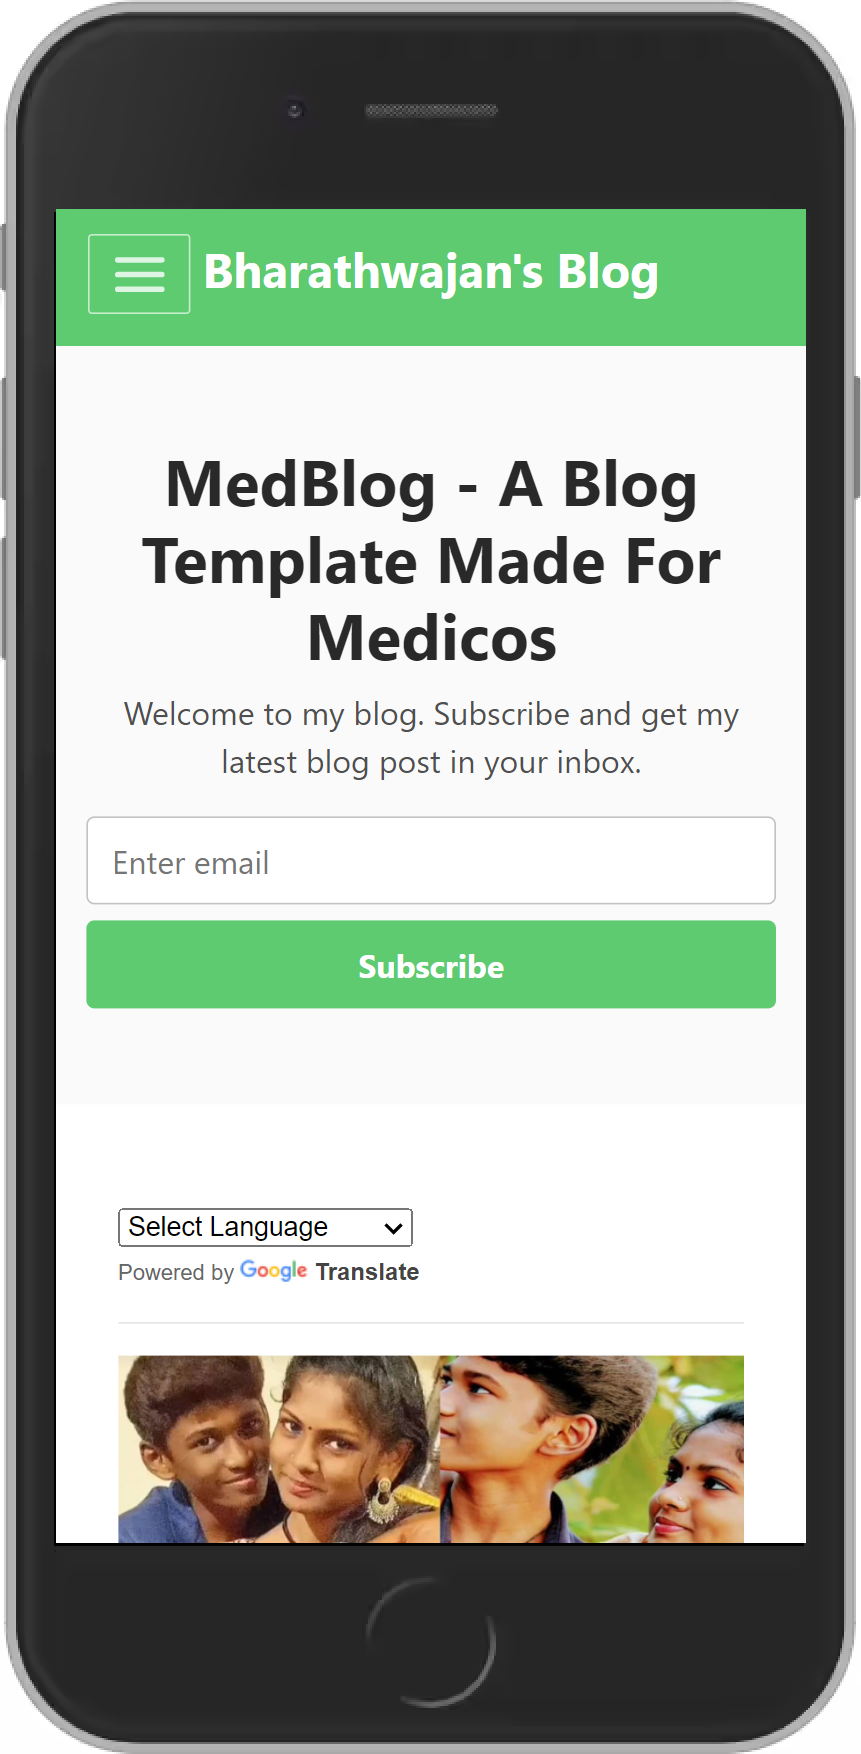 Bharathwajan's Blog
MedBlog - A Blog
Template Made For
Medicos
Welcome to my blog. Subscribe and get my
latest blog post in your inbox.
Enter email
Subscribe
Select Language
Powered by Google Translate